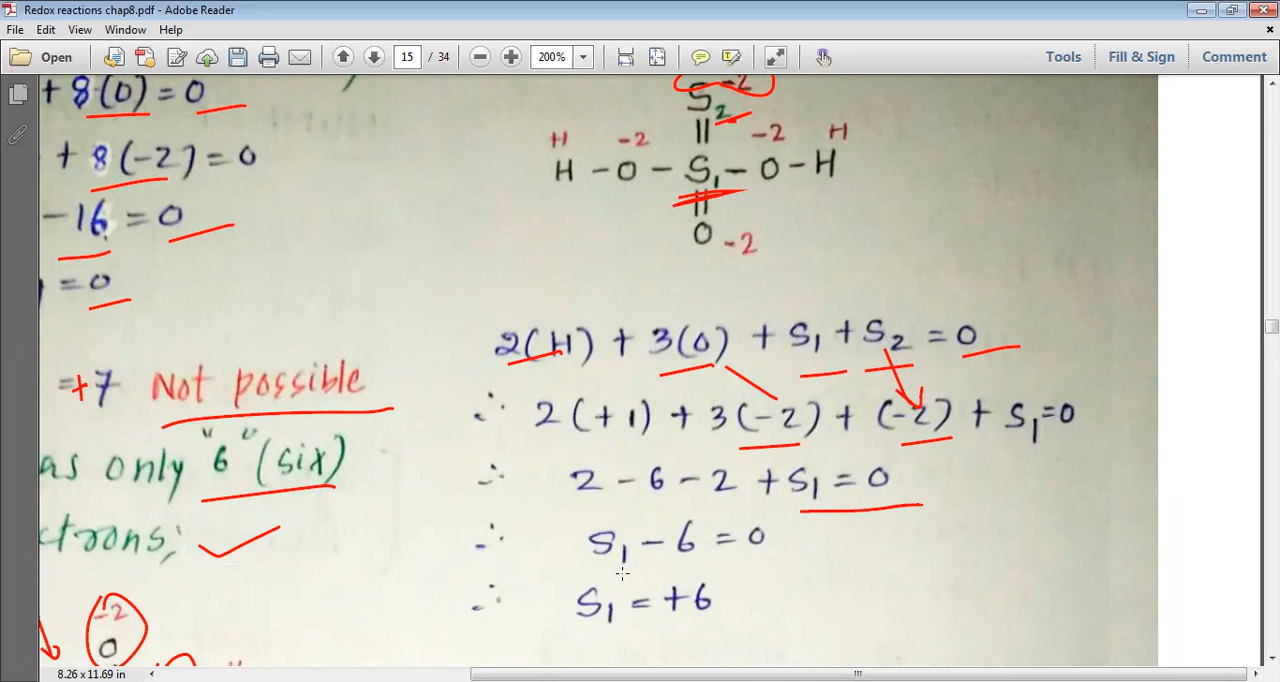 Redox reactions chap8.pdf - Adobe Reader
File Edit View Window Help
Open 15 / 34 200% Tools Fill & Sign Comment
+ 8(0) = 0
+ 8 (-2) = 0
-16 = 0
= 0
= +7 Not possible
as only "6" (six)
ctrons;
-2
O
S2 -2
||
H -2 -2 H
H - O - S1 - O - H
||
O -2
2(H) + 3(O) + S1 + S2 = 0
∴ 2(+1) + 3(-2) + (-2) + S1 = 0
∴ 2 - 6 - 2 + S1 = 0
∴ S1 - 6 = 0
∴ S1 = +6
8.26 x 11.69 in